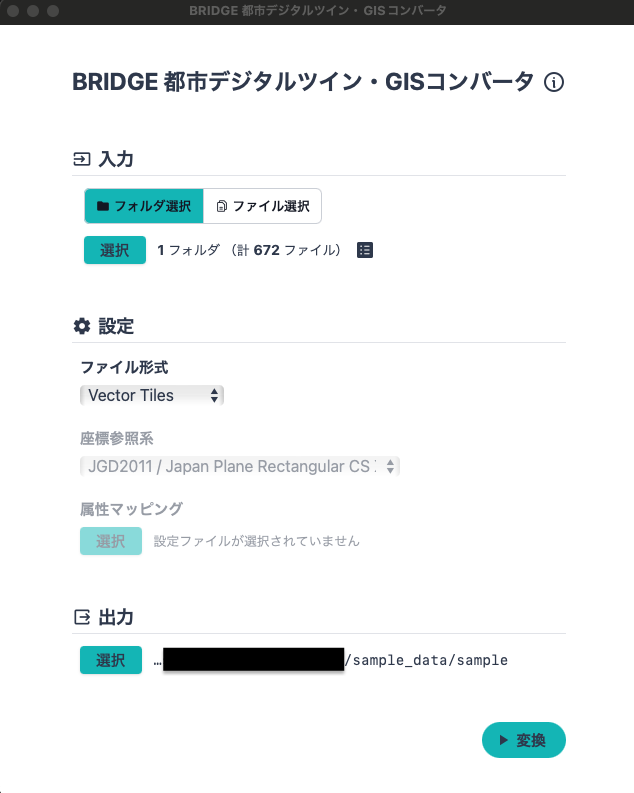 BRIDGE 都市デジタルツイン・GISコンバータ
BRIDGE 都市デジタルツイン・GISコンバータ
入力
フォルダ選択 ファイル選択
選択 1 フォルダ (計 672 ファイル)
設定
ファイル形式
Vector Tiles
座標参照系
JGD2011 / Japan Plane Rectangular CS
属性マッピング
選択 設定ファイルが選択されていません
出力
選択 … /sample_data/sample
変換